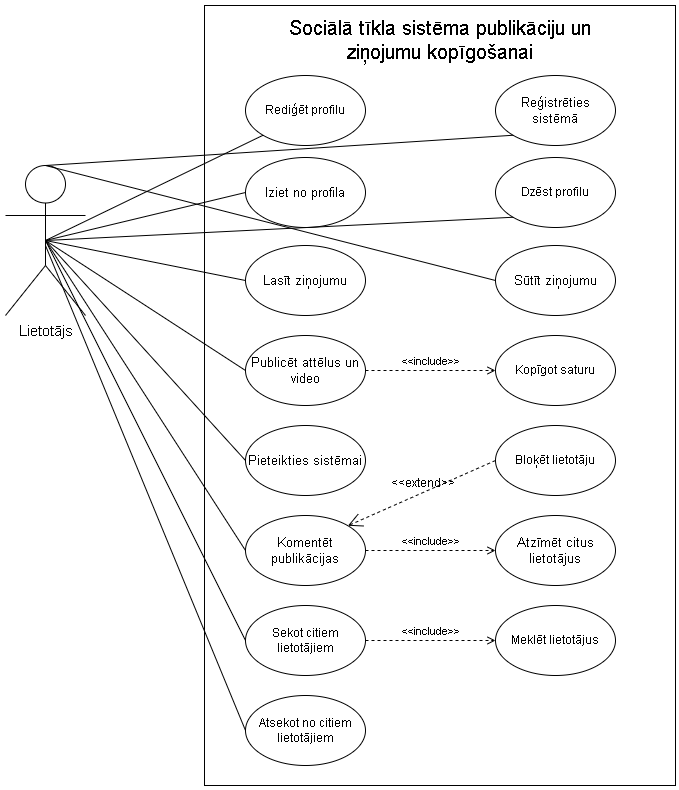 Sociālā tīkla sistēma publikāciju un
ziņojumu kopīgošanai
Rediģēt profilu
Reģistrēties
sistēmā
Iziet no profila
Dzēst profilu
Lasīt ziņojumu
Sūtīt ziņojumu
Lietotājs
Publicēt attēlus un
video
<<include>>
Kopīgot saturu
Pieteikties sistēmai
Bloķēt lietotāju
<<extend>>
Komentēt
publikācijas
<<include>>
Atzīmēt citus
lietotājus
Sekot citiem
lietotājiem
<<include>>
Meklēt lietotājus
Atsekot no citiem
lietotājiem